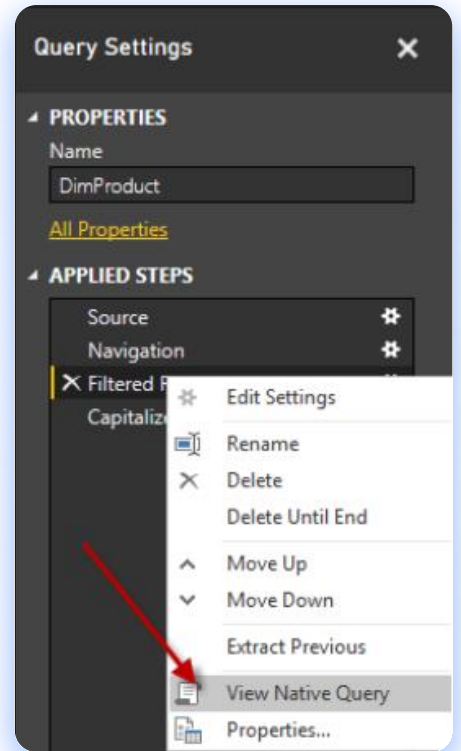 Query Settings
PROPERTIES
Name
DimProduct
All Properties
APPLIED STEPS
Source
Navigation
Filtered
Edit Settings
Rename
Delete
Delete Until End
Move Up
Move Down
Extract Previous
View Native Query
Properties...